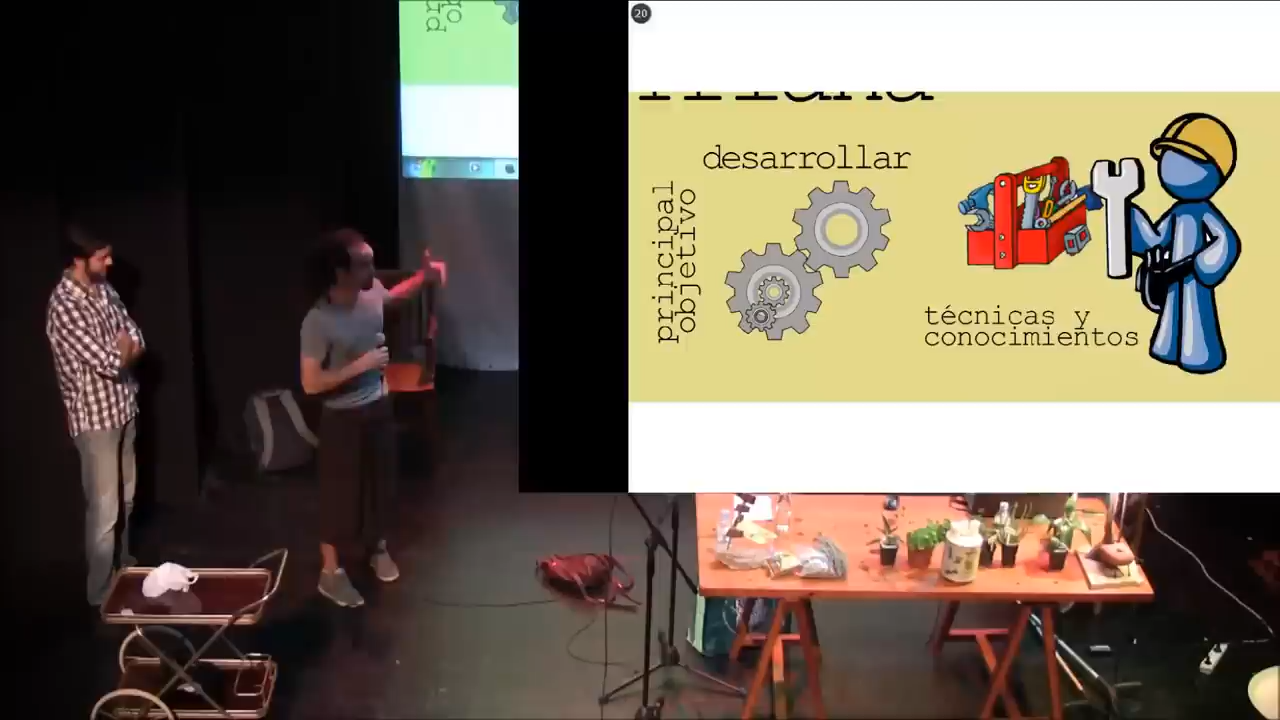 20
desarrollar
principal
objetivo
técnicas y
conocimientos